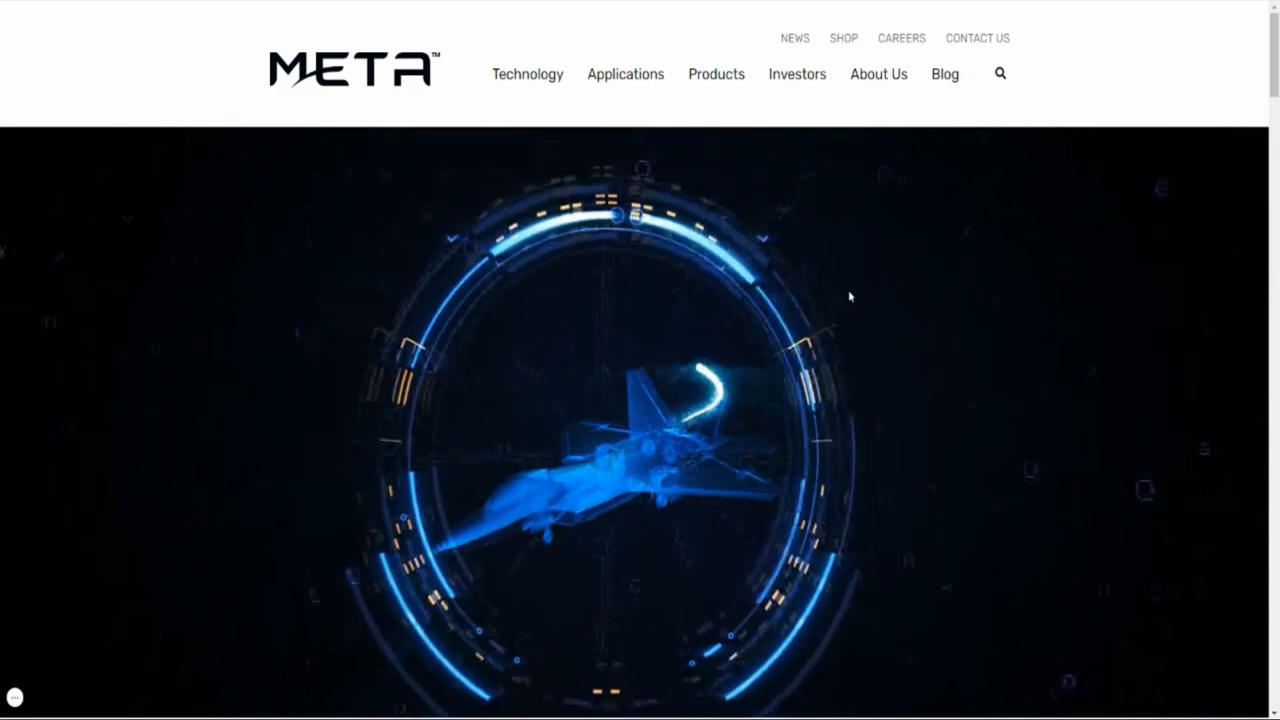 NEWS SHOP CAREERS CONTACT US
META™
Technology Applications Products Investors About Us Blog